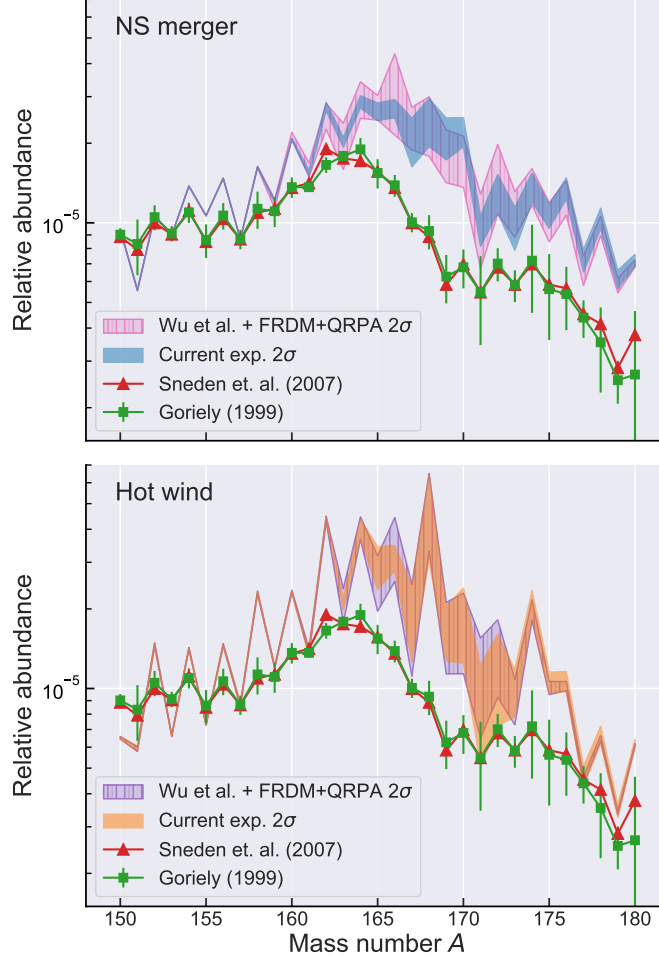 NS merger
Relative abundance
10⁻⁵
Wu et al. + FRDM+QRPA 2σ
Current exp. 2σ
Sneden et. al. (2007)
Goriely (1999)
Hot wind
Relative abundance
10⁻⁵
Wu et al. + FRDM+QRPA 2σ
Current exp. 2σ
Sneden et. al. (2007)
Goriely (1999)
150 155 160 165 170 175 180
Mass number A